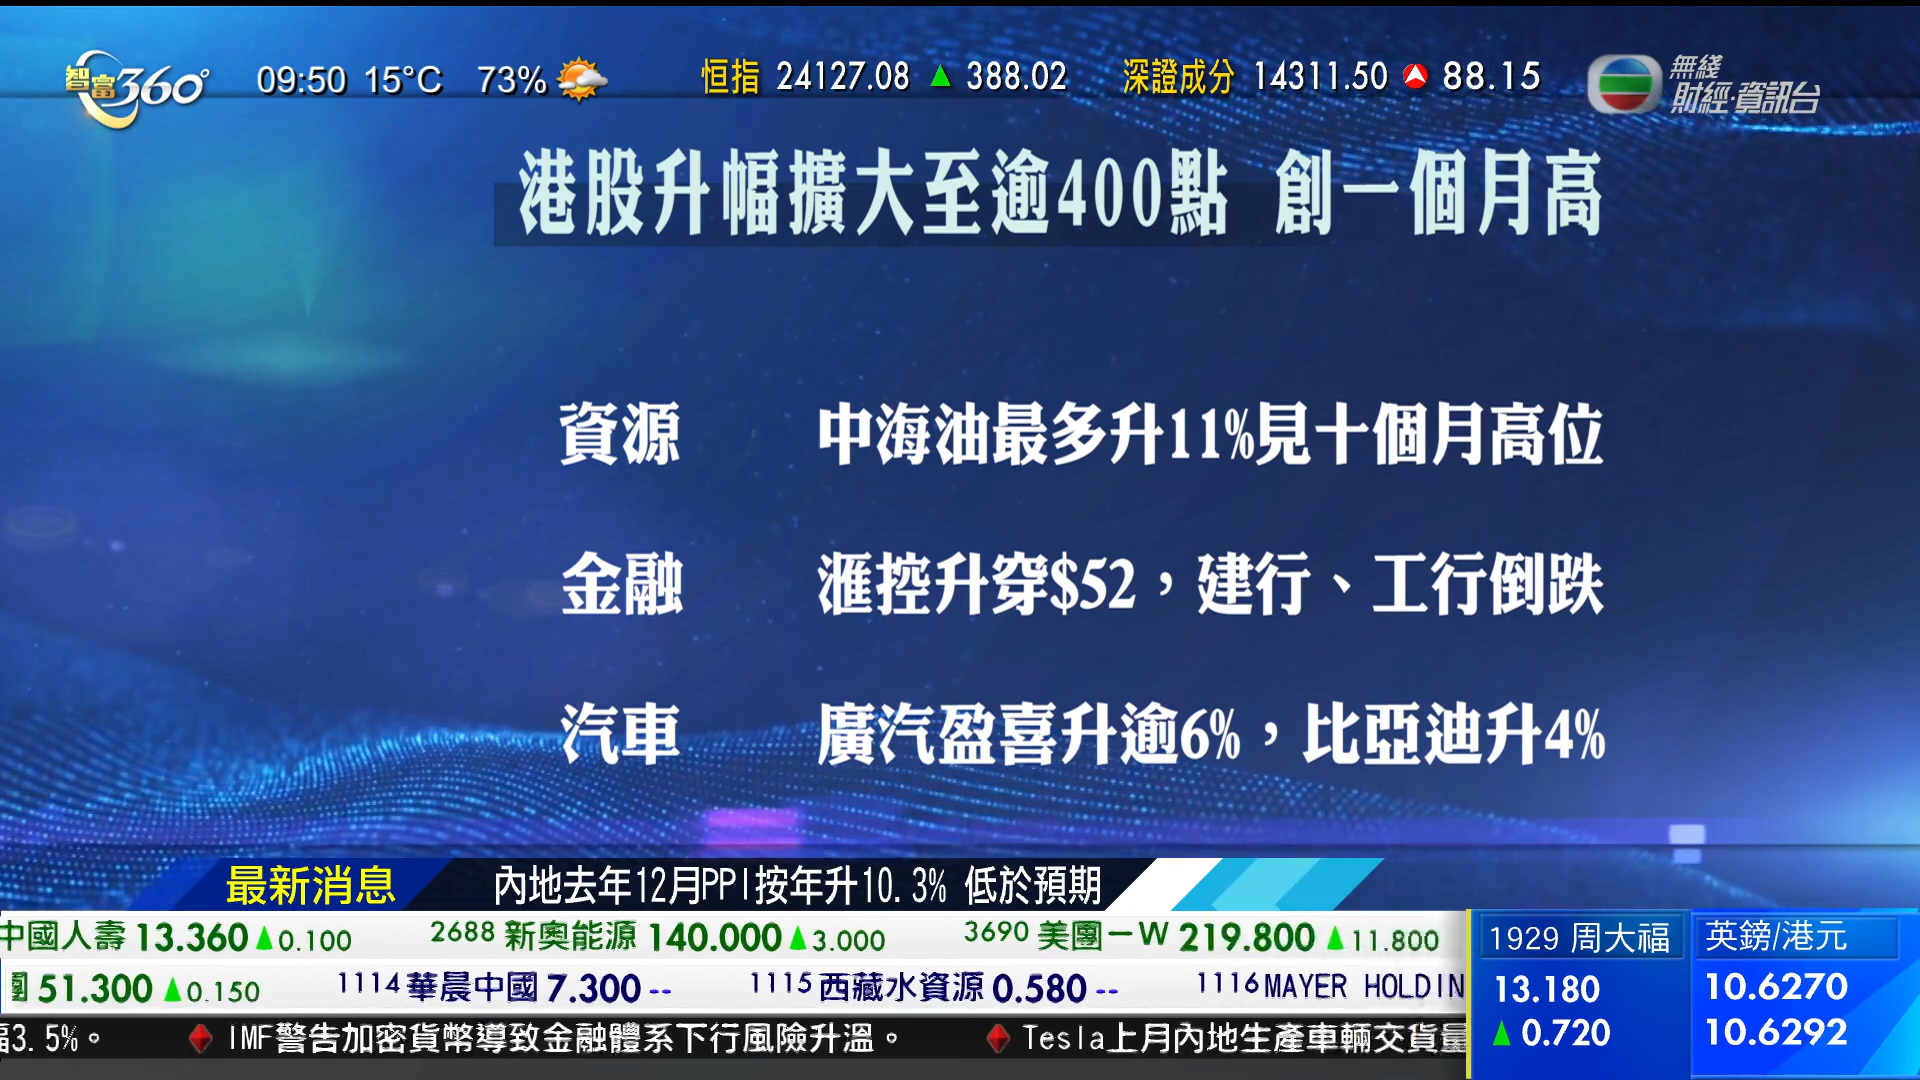 智富360°
09:50 15°C 73%
恒指 24127.08 ▲ 388.02 深證成分 14311.50 88.15
無綫
財經·資訊台
港股升幅擴大至逾400點 創一個月高
資源 中海油最多升11%見十個月高位
金融 滙控升穿$52，建行、工行倒跌
汽車 廣汽盈喜升逾6%，比亞迪升4%
最新消息 內地去年12月PPI按年升10.3% 低於預期
中國人壽 13.360 ▲0.100 2688 新奧能源 140.000 ▲3.000 3690 美團－W 219.800 ▲11.800
51.300 ▲0.150 1114 華晨中國 7.300 -- 1115 西藏水資源 0.580 -- 1116 MAYER HOLDIN
3.5%。 IMF警告加密貨幣導致金融體系下行風險升溫。 Tesla上月內地生產車輛交貨量
1929 周大福
13.180
▲ 0.720
英鎊/港元
10.6270
10.6292